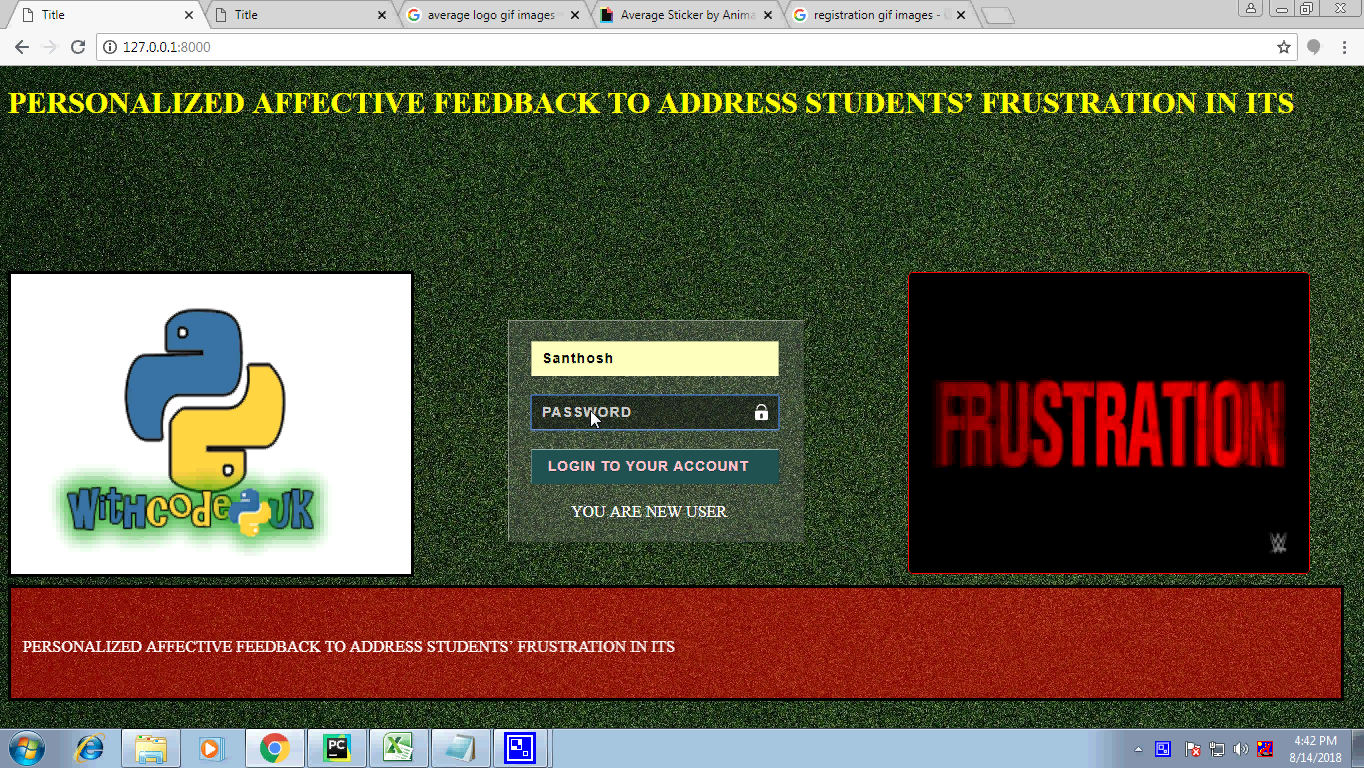 Title
Title
average logo gif images
Average Sticker by Anima
registration gif images -
127.0.0.1:8000
PERSONALIZED AFFECTIVE FEEDBACK TO ADDRESS STUDENTS’ FRUSTRATION IN ITS
Withcode UK
Santhosh
PASSWORD
LOGIN TO YOUR ACCOUNT
YOU ARE NEW USER
FRUSTRATION
W
PERSONALIZED AFFECTIVE FEEDBACK TO ADDRESS STUDENTS’ FRUSTRATION IN ITS
PC
4:42 PM
8/14/2018